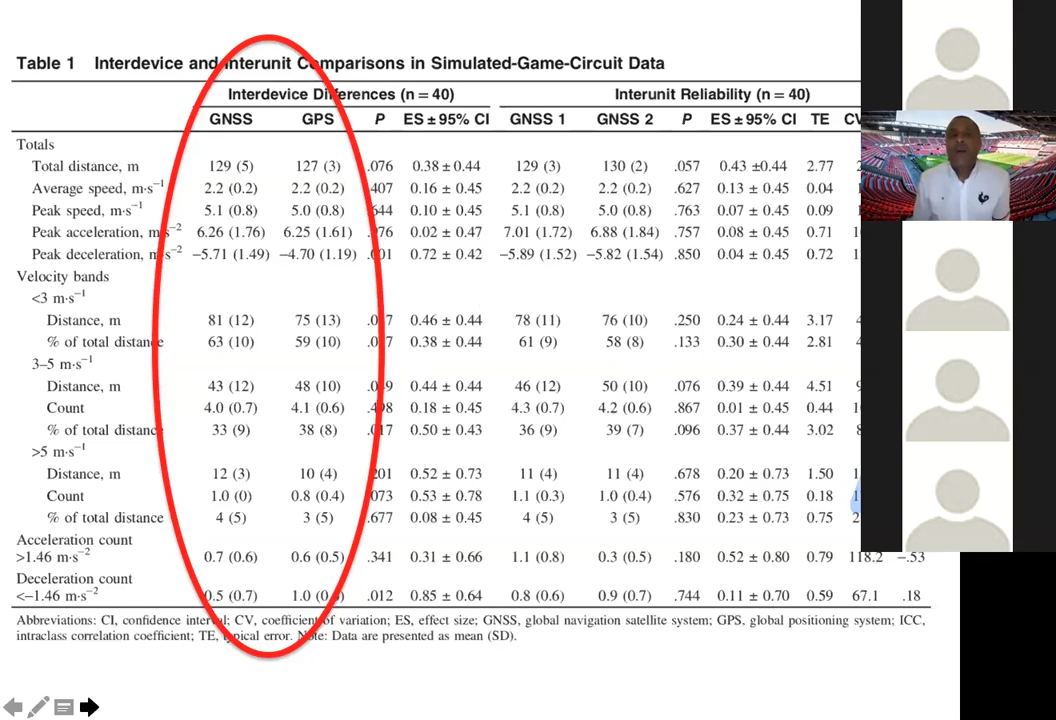 Table 1 Interdevice and Interunit Comparisons in Simulated-Game-Circuit Data
Interdevice Differences (n = 40) Interunit Reliability (n = 40)
GNSS GPS P ES ± 95% CI GNSS 1 GNSS 2 P ES ± 95% CI TE CV
Totals
Total distance, m 129 (5) 127 (3) .076 0.38 ± 0.44 129 (3) 130 (2) .057 0.43 ±0.44 2.77
Average speed, m·s−1 2.2 (0.2) 2.2 (0.2) .407 0.16 ± 0.45 2.2 (0.2) 2.2 (0.2) .627 0.13 ± 0.45 0.04
Peak speed, m·s−1 5.1 (0.8) 5.0 (0.8) 0.10 ± 0.45 5.1 (0.8) 5.0 (0.8) .763 0.07 ± 0.45 0.09
Peak acceleration, m·s−2 6.26 (1.76) 6.25 (1.61) 0.02 ± 0.47 7.01 (1.72) 6.88 (1.84) .757 0.08 ± 0.45 0.71
Peak deceleration, m·s−2 −5.71 (1.49) −4.70 (1.19) .001 0.72 ± 0.42 −5.89 (1.52) −5.82 (1.54) .850 0.04 ± 0.45 0.72
Velocity bands
<3 m·s−1
Distance, m 81 (12) 75 (13) 0.46 ± 0.44 78 (11) 76 (10) .250 0.24 ± 0.44 3.17
% of total distance 63 (10) 59 (10) 0.38 ± 0.44 61 (9) 58 (8) .133 0.30 ± 0.44 2.81
3–5 m·s−1
Distance, m 43 (12) 48 (10) 0.44 ± 0.44 46 (12) 50 (10) .076 0.39 ± 0.44 4.51
Count 4.0 (0.7) 4.1 (0.6) 0.18 ± 0.45 4.3 (0.7) 4.2 (0.6) .867 0.01 ± 0.45 0.44
% of total distance 33 (9) 38 (8) .017 0.50 ± 0.43 36 (9) 39 (7) .096 0.37 ± 0.44 3.02
>5 m·s−1
Distance, m 12 (3) 10 (4) .201 0.52 ± 0.73 11 (4) 11 (4) .678 0.20 ± 0.73 1.50
Count 1.0 (0) 0.8 (0.4) .073 0.53 ± 0.78 1.1 (0.3) 1.0 (0.4) .576 0.32 ± 0.75 0.18
% of total distance 4 (5) 3 (5) .677 0.08 ± 0.45 4 (5) 3 (5) .830 0.23 ± 0.73 0.75
Acceleration count
>1.46 m·s−2 0.7 (0.6) 0.6 (0.5) .341 0.31 ± 0.66 1.1 (0.8) 0.3 (0.5) .180 0.52 ± 0.80 0.79 118.2 −.53
Deceleration count
<−1.46 m·s−2 0.5 (0.7) 1.0 .012 0.85 ± 0.64 0.8 (0.6) 0.9 (0.7) .744 0.11 ± 0.70 0.59 67.1 .18
Abbreviations: CI, confidence interval; CV, coefficient of variation; ES, effect size; GNSS, global navigation satellite system; GPS, global positioning system; ICC,
intraclass correlation coefficient; TE, typical error. Note: Data are presented as mean (SD).